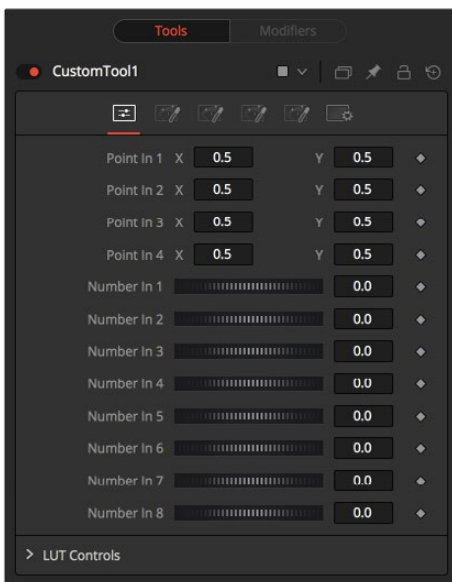 Tools Modifiers
CustomTool1
Point In 1 X 0.5 Y 0.5
Point In 2 X 0.5 Y 0.5
Point In 3 X 0.5 Y 0.5
Point In 4 X 0.5 Y 0.5
Number In 1 0.0
Number In 2 0.0
Number In 3 0.0
Number In 4 0.0
Number In 5 0.0
Number In 6 0.0
Number In 7 0.0
Number In 8 0.0
> LUT Controls